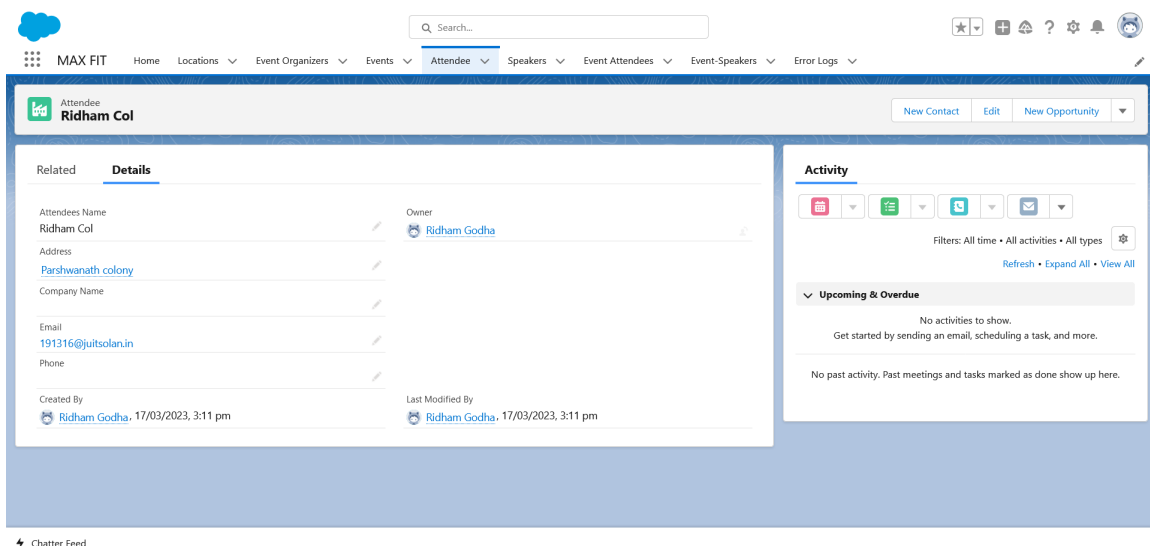 Search...
MAX FIT Home Locations Event Organizers Events Attendee Speakers Event Attendees Event-Speakers Error Logs
Attendee
Ridham Col
New Contact Edit New Opportunity
Related Details
Attendees Name
Ridham Col
Owner
Ridham Godha
Address
Parshwanath colony
Company Name
Email
191316@juitsolan.in
Phone
Created By
Ridham Godha, 17/03/2023, 3:11 pm
Last Modified By
Ridham Godha, 17/03/2023, 3:11 pm
Activity
Filters: All time • All activities • All types
Refresh • Expand All • View All
Upcoming & Overdue
No activities to show.
Get started by sending an email, scheduling a task, and more.
No past activity. Past meetings and tasks marked as done show up here.
Chatter Feed